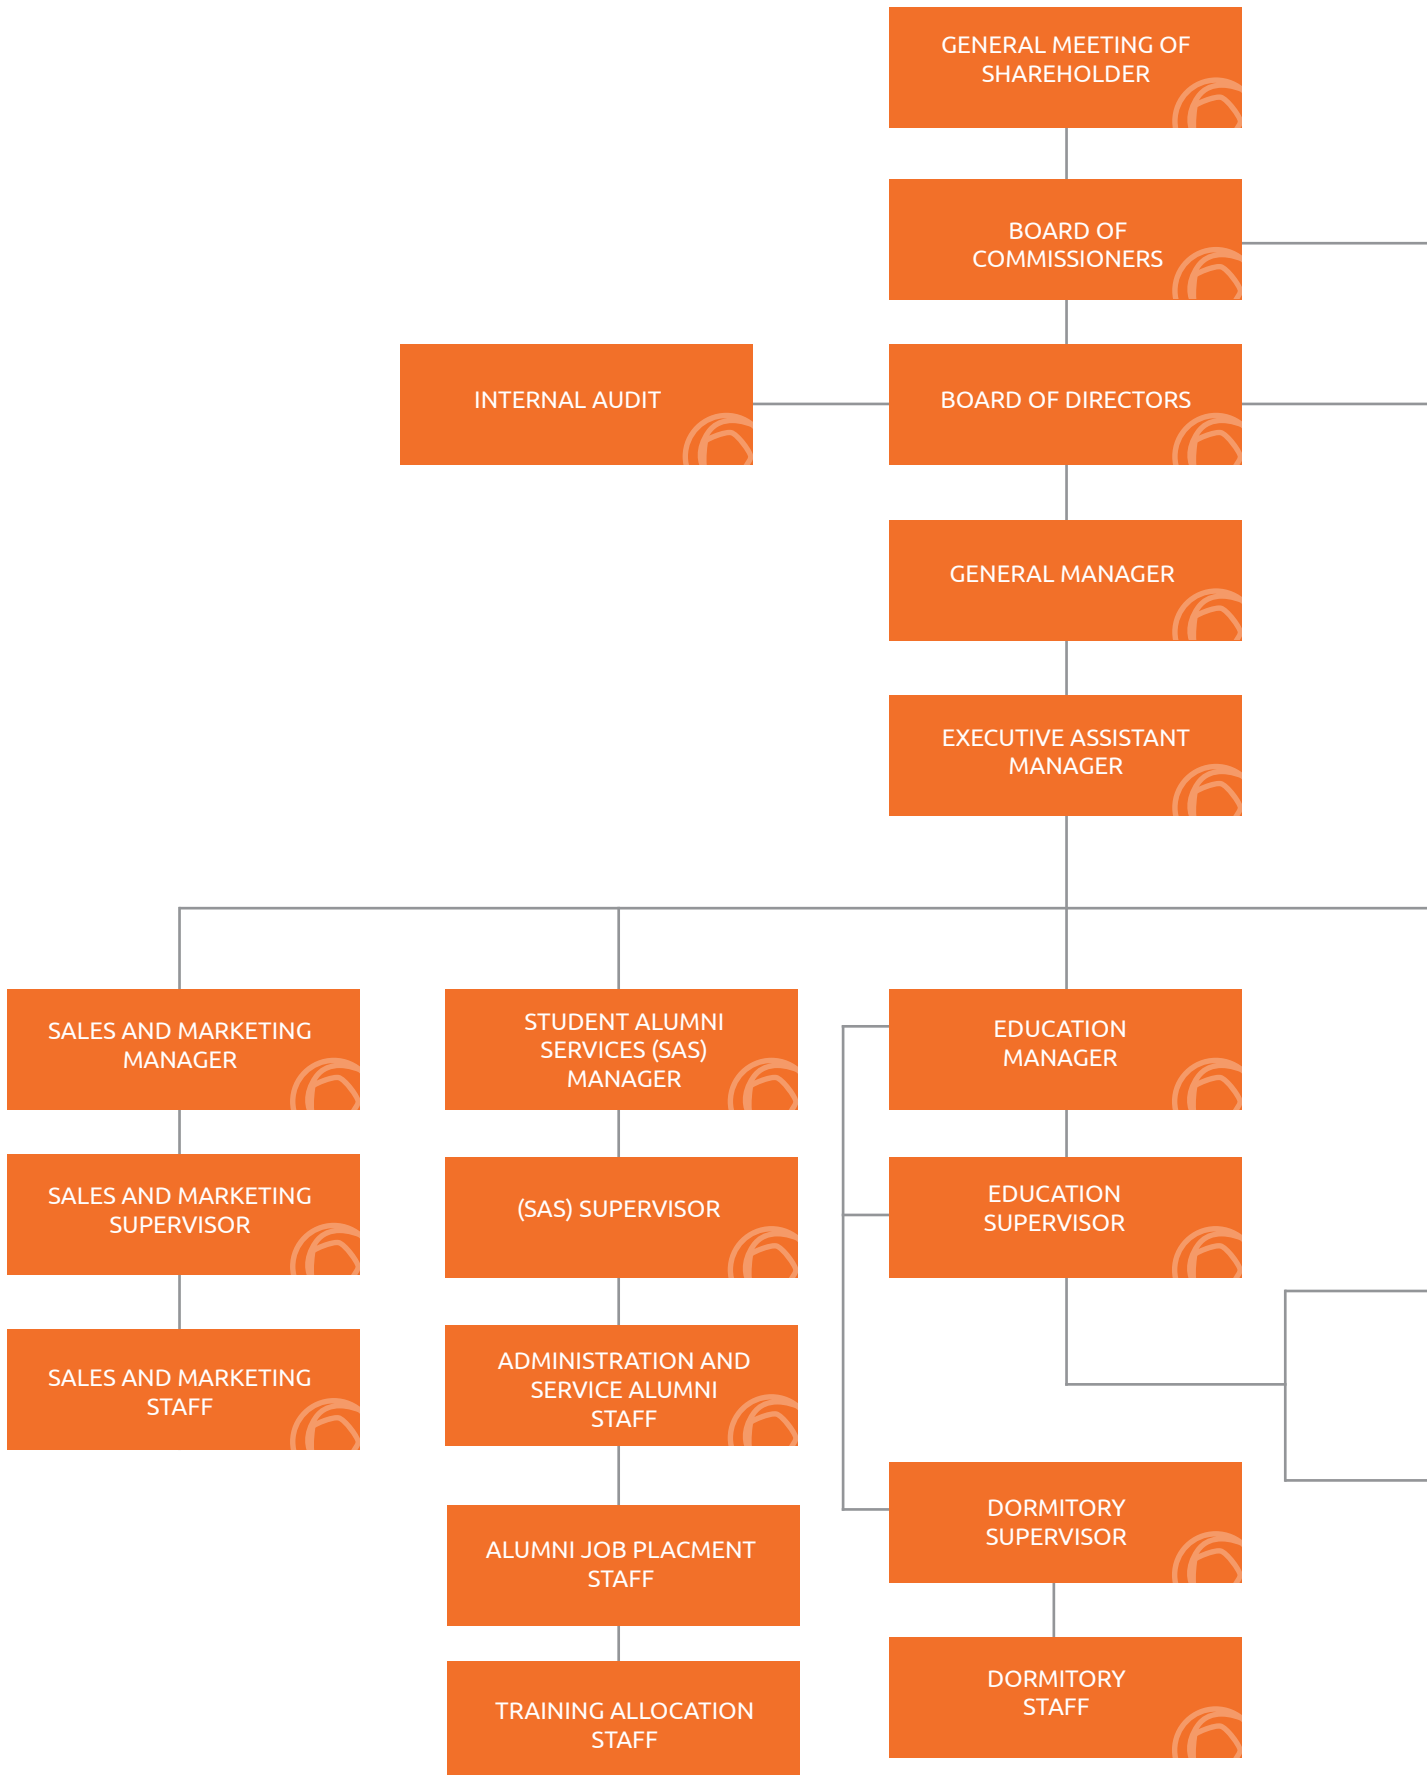 GENERAL MEETING OF
SHAREHOLDER
BOARD OF
COMMISSIONERS
INTERNAL AUDIT
BOARD OF DIRECTORS
GENERAL MANAGER
EXECUTIVE ASSISTANT
MANAGER
SALES AND MARKETING
MANAGER
STUDENT ALUMNI
SERVICES (SAS)
MANAGER
EDUCATION
MANAGER
SALES AND MARKETING
SUPERVISOR
(SAS) SUPERVISOR
EDUCATION
SUPERVISOR
SALES AND MARKETING
STAFF
ADMINISTRATION AND
SERVICE ALUMNI
STAFF
DORMITORY
SUPERVISOR
ALUMNI JOB PLACMENT
STAFF
DORMITORY
STAFF
TRAINING ALLOCATION
STAFF